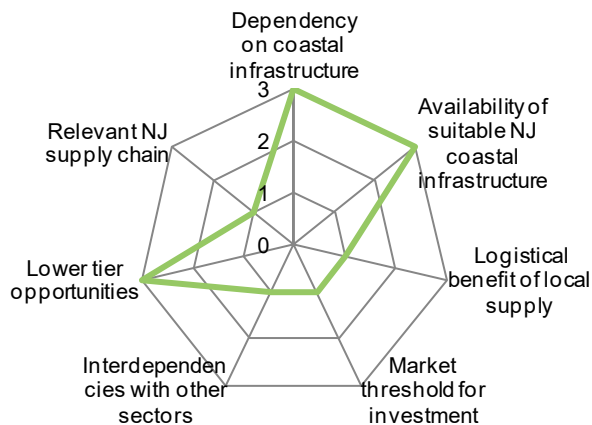 Dependency
on coastal
infrastructure
3
2
1
0
Availability of
suitable NJ
coastal
infrastructure
Logistical
benefit of local
supply
Market
threshold for
investment
Interdependen
cies with other
sectors
Lower tier
opportunities
Relevant NJ
supply chain